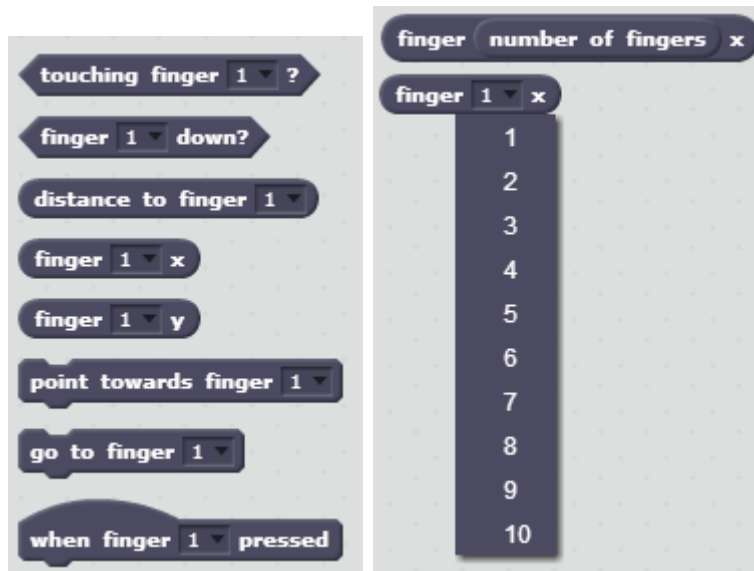 touching finger 1 ?
finger 1 down?
distance to finger 1
finger 1 x
finger 1 y
point towards finger 1
go to finger 1
when finger 1 pressed
finger number of fingers x
finger 1 x
1
2
3
4
5
6
7
8
9
10